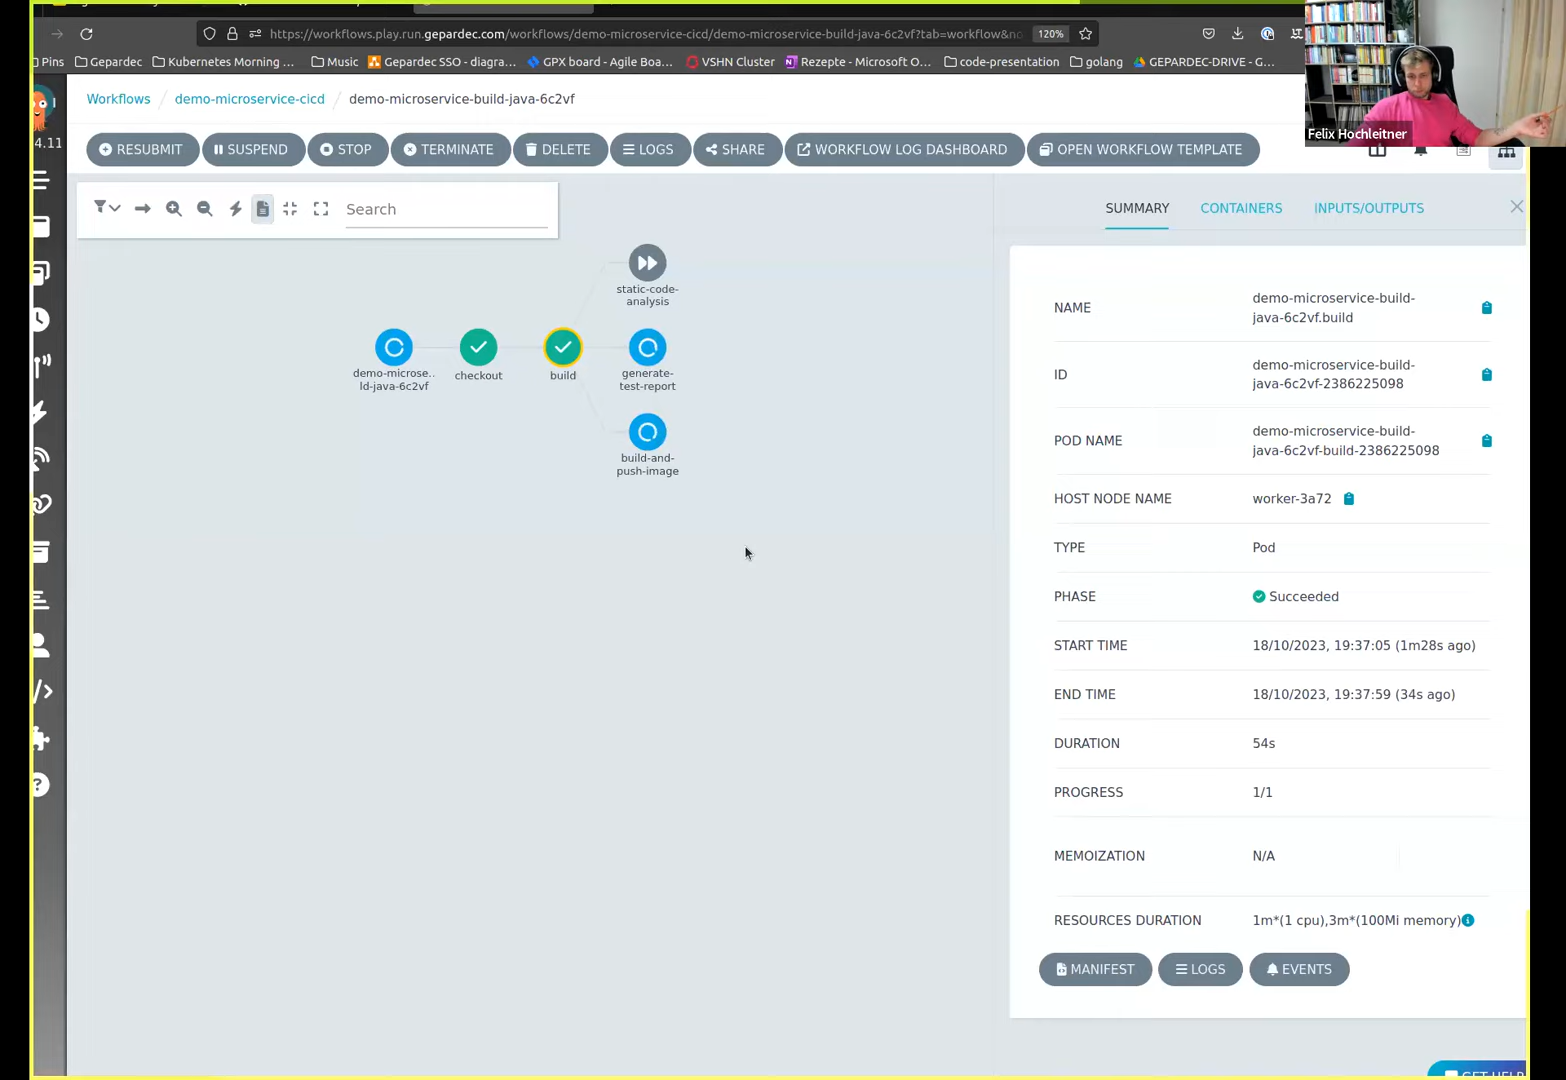 https://workflows.play.run.gepardec.com/workflows/demo-microservice-cicd/demo-microservice-build-java-6c2vf?tab=workflow&no
120%
Pins
Gepardec
Kubernetes Morning ...
Music
Gepardec SSO - diagra...
GPX board - Agile Boa...
VSHN Cluster
Rezepte - Microsoft O...
code-presentation
golang
GEPARDEC-DRIVE - G...
Felix Hochleitner
Workflows / demo-microservice-cicd / demo-microservice-build-java-6c2vf
4.11
RESUBMIT
SUSPEND
STOP
TERMINATE
DELETE
LOGS
SHARE
WORKFLOW LOG DASHBOARD
OPEN WORKFLOW TEMPLATE
Search
static-code-
analysis
demo-microse..
ld-java-6c2vf
checkout
build
generate-
test-report
build-and-
push-image
SUMMARY
CONTAINERS
INPUTS/OUTPUTS
NAME
demo-microservice-build-
java-6c2vf.build
ID
demo-microservice-build-
java-6c2vf-2386225098
POD NAME
demo-microservice-build-
java-6c2vf-build-2386225098
HOST NODE NAME
worker-3a72
TYPE
Pod
PHASE
Succeeded
START TIME
18/10/2023, 19:37:05 (1m28s ago)
END TIME
18/10/2023, 19:37:59 (34s ago)
DURATION
54s
PROGRESS
1/1
MEMOIZATION
N/A
RESOURCES DURATION
1m*(1 cpu),3m*(100Mi memory)
MANIFEST
LOGS
EVENTS
GET HELP